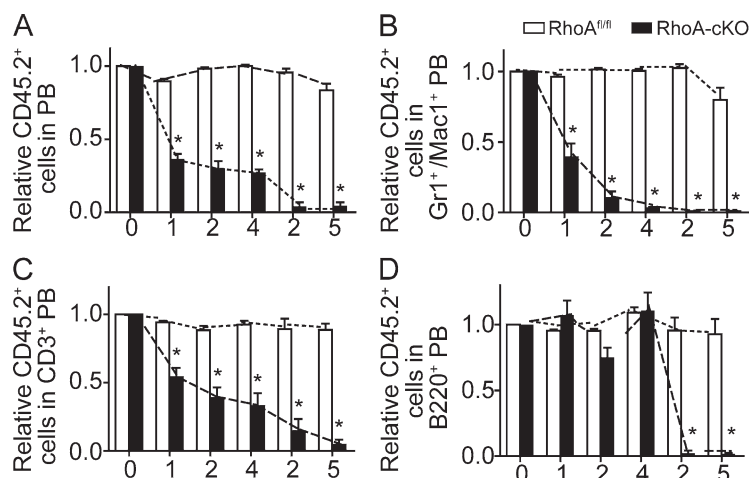 A
Relative CD45.2+
cells in PB
1.0
0.5
0.0
* * * * *
0 1 2 4 2 5
B
RhoAfl/fl RhoA-cKO
Relative CD45.2+
cells in
Gr1+/Mac1+ PB
1.0
0.5
0.0
* * * * *
0 1 2 4 2 5
C
Relative CD45.2+
cells in CD3+ PB
1.0
0.5
0.0
* * * * *
0 1 2 4 2 5
D
Relative CD45.2+
cells in
B220+ PB
1.0
0.5
0.0
* *
0 1 2 4 2 5